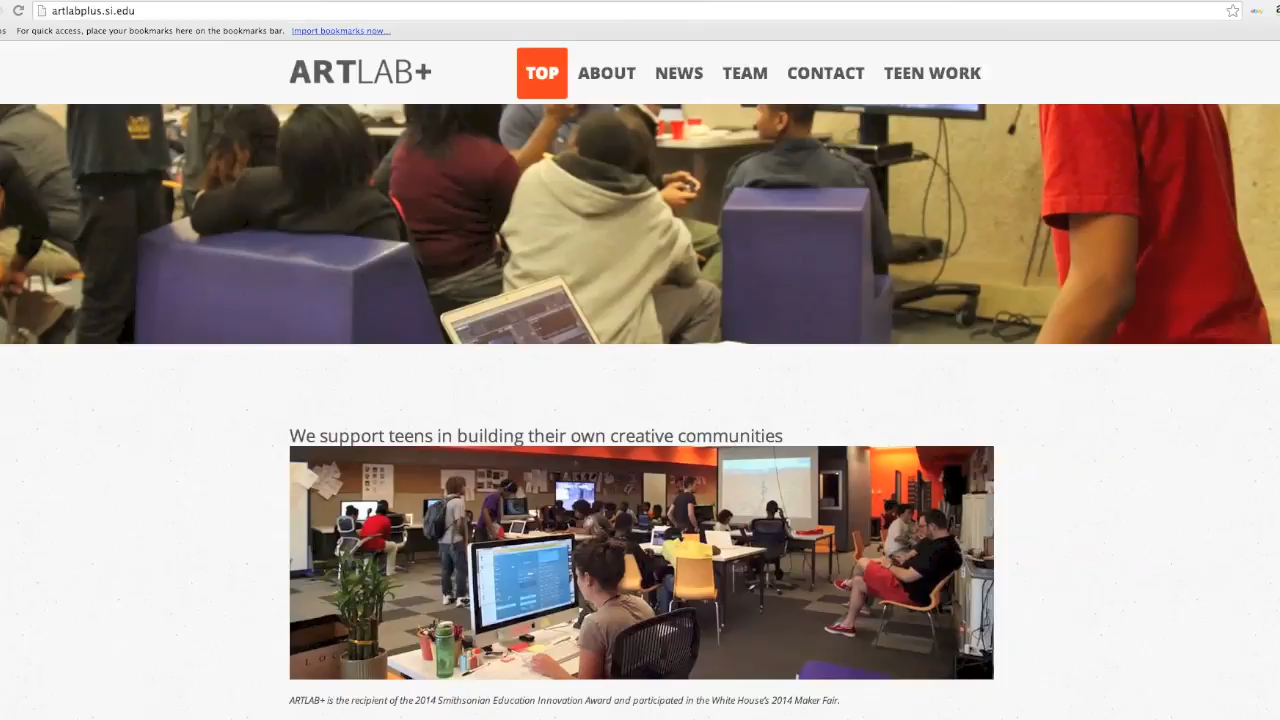 artlabplus.si.edu
For quick access, place your bookmarks here on the bookmarks bar. Import bookmarks now...
ARTLAB+ TOP ABOUT NEWS TEAM CONTACT TEEN WORK
We support teens in building their own creative communities
ARTLAB+ is the recipient of the 2014 Smithsonian Education Innovation Award and participated in the White House's 2014 Maker Fair.